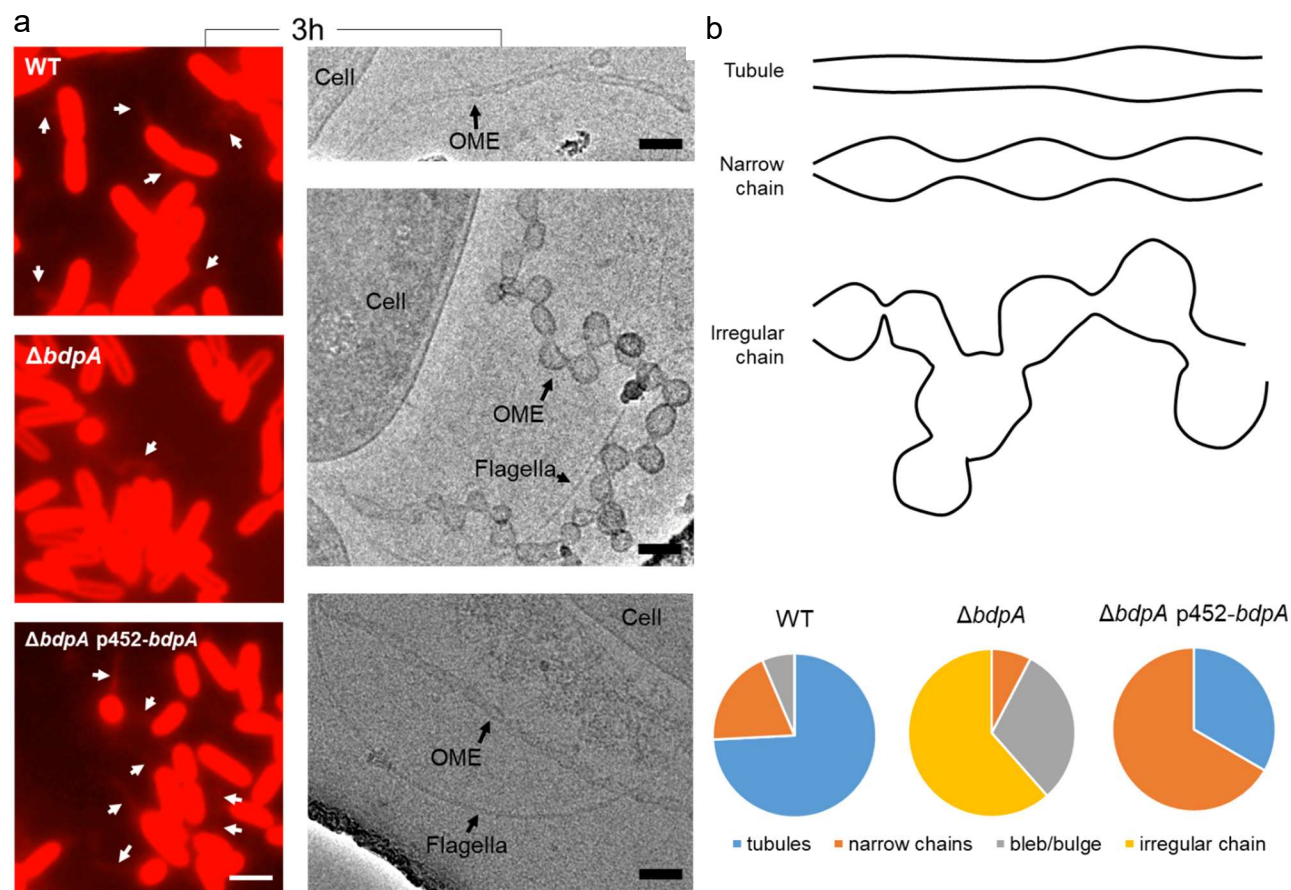 a
3h
WT
Cell
OME
ΔbdpA
Cell
OME
Flagella
ΔbdpA p452-bdpA
Cell
OME
Flagella
b
Tubule
Narrow
chain
Irregular
chain
WT
ΔbdpA
ΔbdpA p452-bdpA
tubules
narrow chains
bleb/bulge
irregular chain